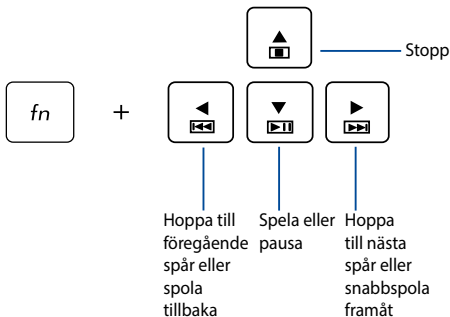 Stopp
fn
+
Hoppa till
föregående
spår eller
spola
tillbaka
Spela eller
pausa
Hoppa
till nästa
spår eller
snabbspola
framåt